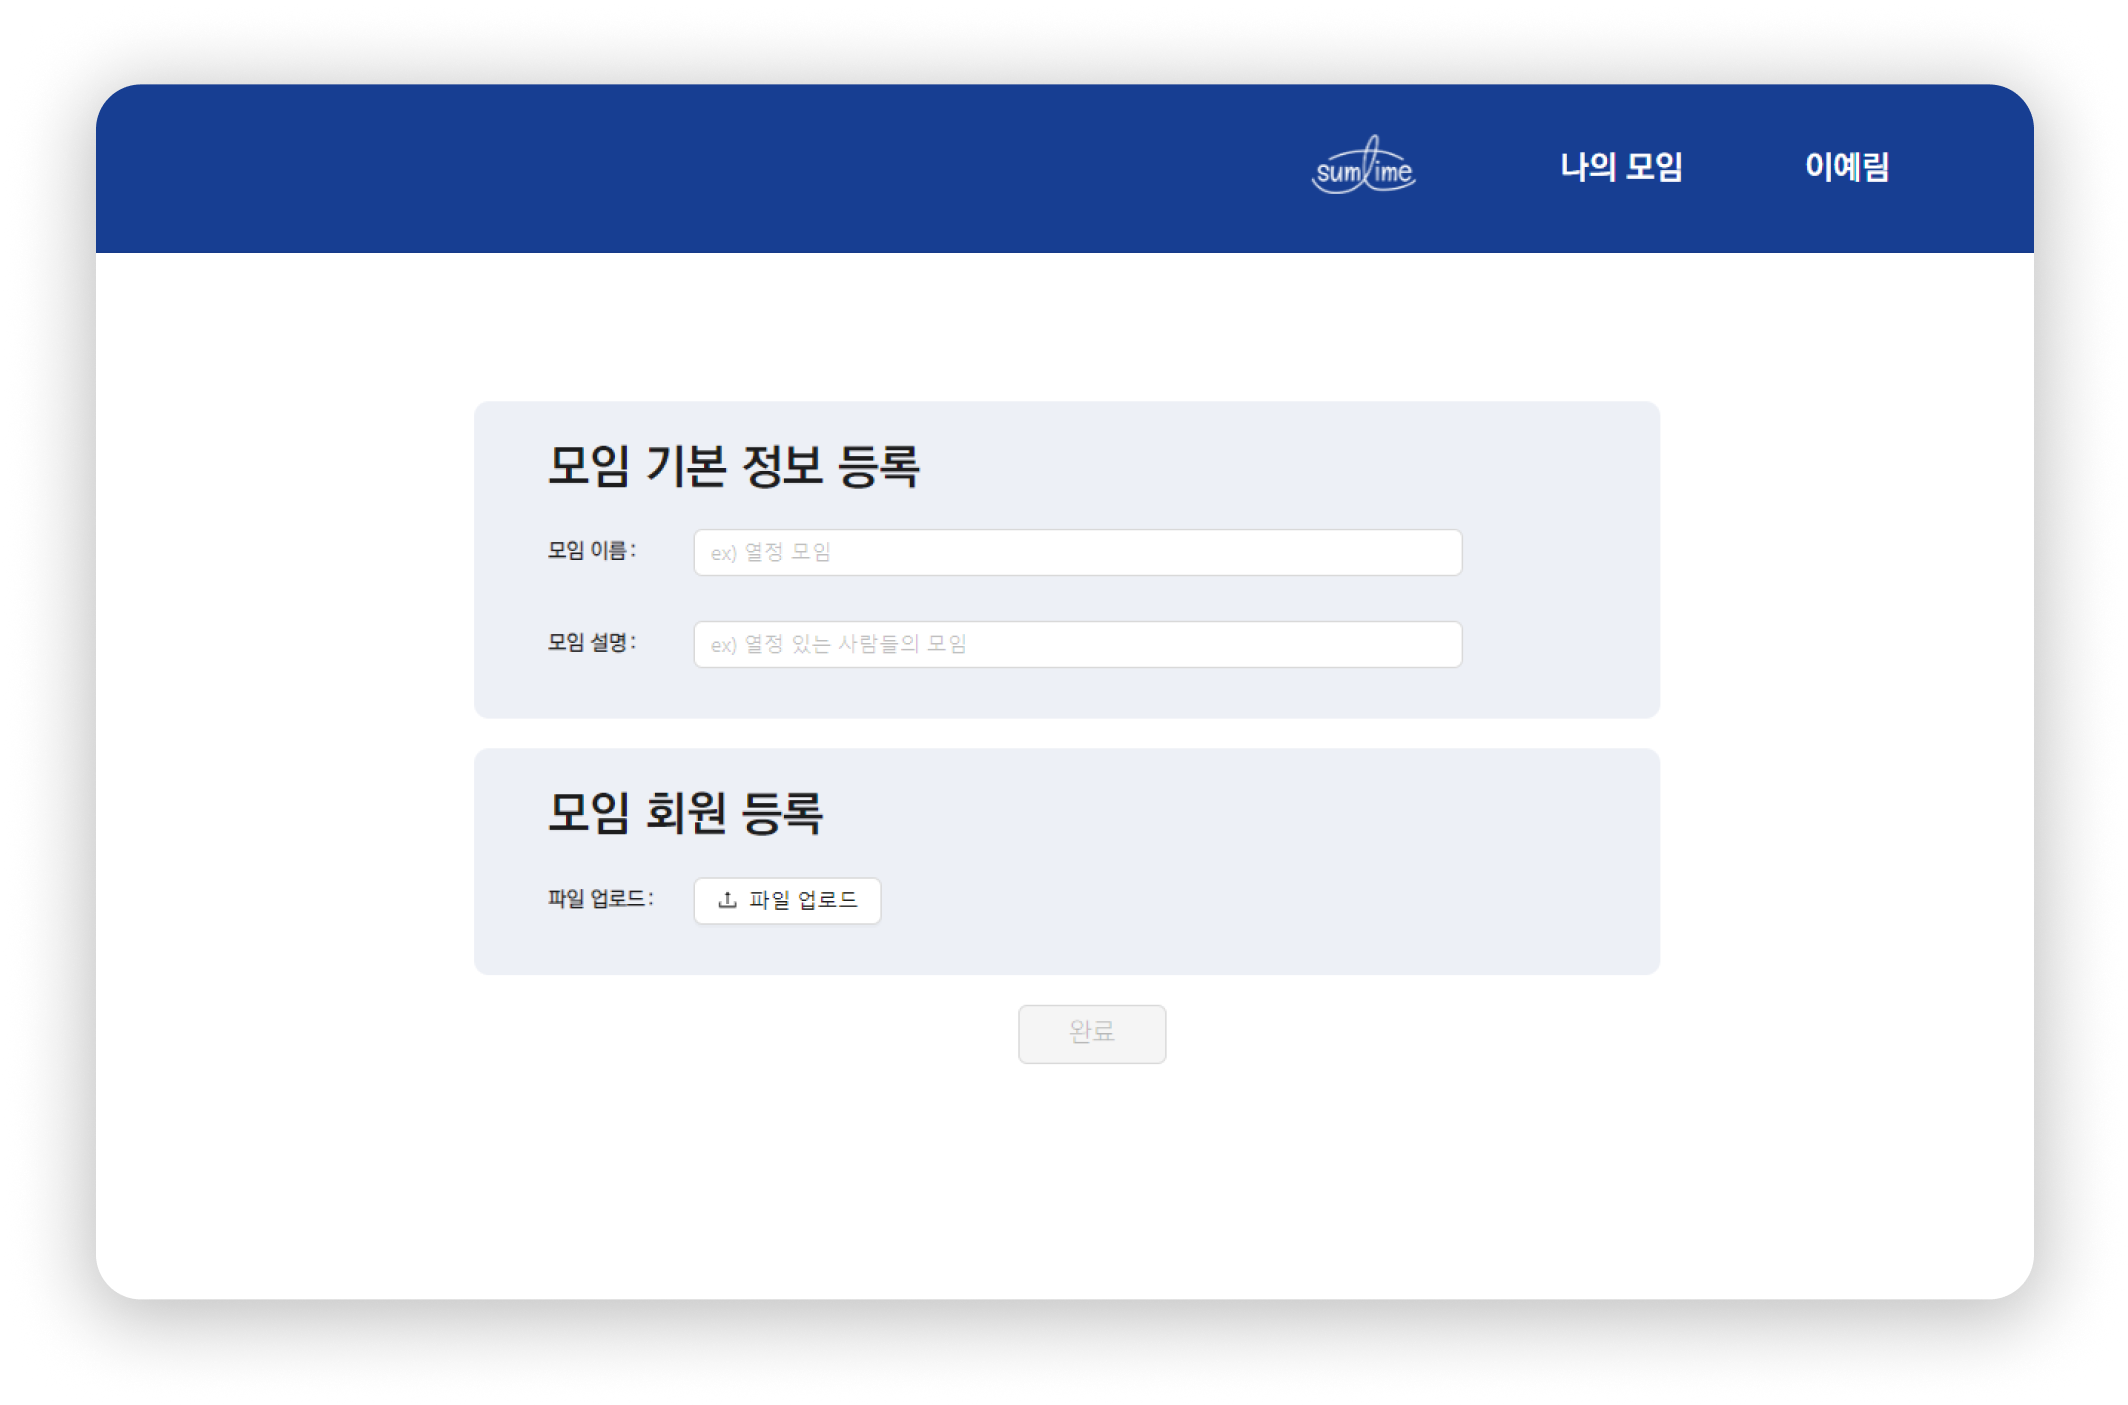 sumlime 나의 모임 이예림
모임 기본 정보 등록
모임 이름 :
ex) 열정 모임
모임 설명 :
ex) 열정 있는 사람들의 모임
모임 회원 등록
파일 업로드 :
파일 업로드
완료